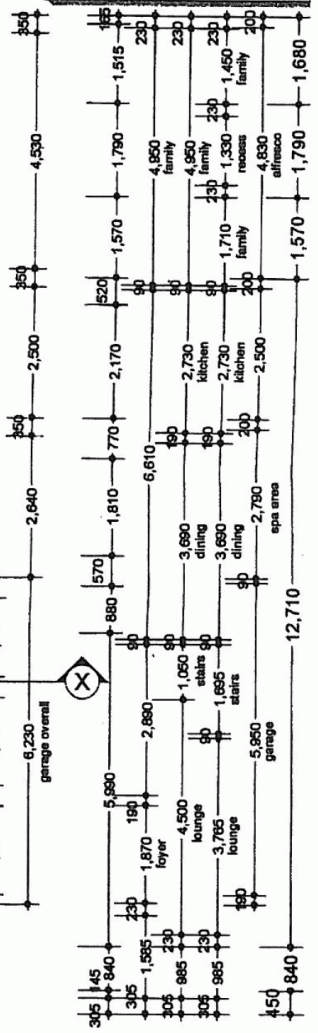 6,230 2,640 350 2,500 350 4,530 350
garage overall
X
305 145 840 5,990 880 570 1,810 770 2,170 520 1,570 1,790 1,515 165
305 1,585 230 1,870 190 2,890 90 6,610 90 4,950 230
foyer family
305 985 230 4,500 1,050 90 3,690 190 2,730 90 4,950 230
lounge stairs dining kitchen family
305 985 230 3,765 90 1,695 90 3,690 190 2,730 90 1,710 230 1,330 230 1,450 230
lounge stairs dining kitchen family recess family
190 5,950 90 2,790 200 2,500 200 4,830 200
garage spa area alfresco
450 840 12,710 1,570 1,790 1,680